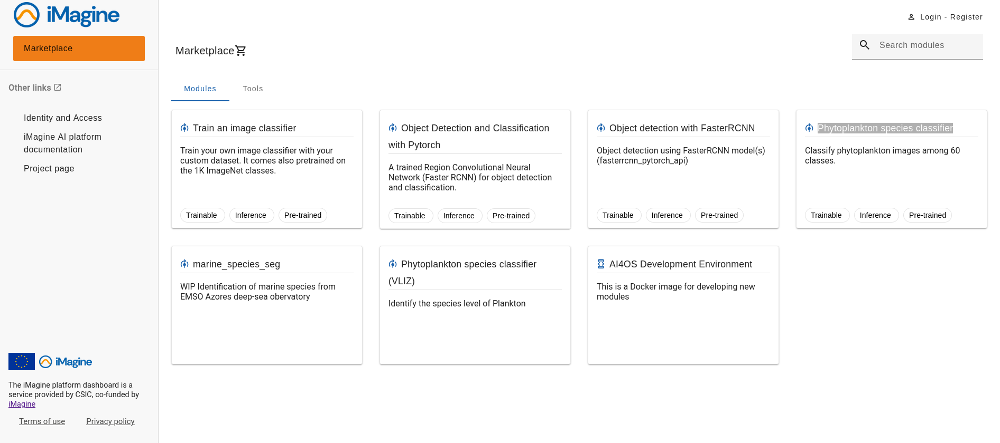 iMagine
Marketplace
Other links
Identity and Access
iMagine AI platform
documentation
Project page
iMagine
The iMagine platform dashboard is a
service provided by CSIC, co-funded by
iMagine
Terms of use Privacy policy
Login - Register
Marketplace
Search modules
Modules Tools
Train an image classifier
Train your own image classifier with your
custom dataset. It comes also pretrained on
the 1K ImageNet classes.
Trainable Inference Pre-trained
Object Detection and Classification
with Pytorch
A trained Region Convolutional Neural
Network (Faster RCNN) for object detection
and classification.
Trainable Inference Pre-trained
Object detection with FasterRCNN
Object detection using FasterRCNN model(s)
(fasterrcnn_pytorch_api)
Trainable Inference Pre-trained
Phytoplankton species classifier
Classify phytoplankton images among 60
classes.
Trainable Inference Pre-trained
marine_species_seg
WIP Identification of marine species from
EMSO Azores deep-sea obervatory
Phytoplankton species classifier
(VLIZ)
Identify the species level of Plankton
AI4OS Development Environment
This is a Docker image for developing new
modules